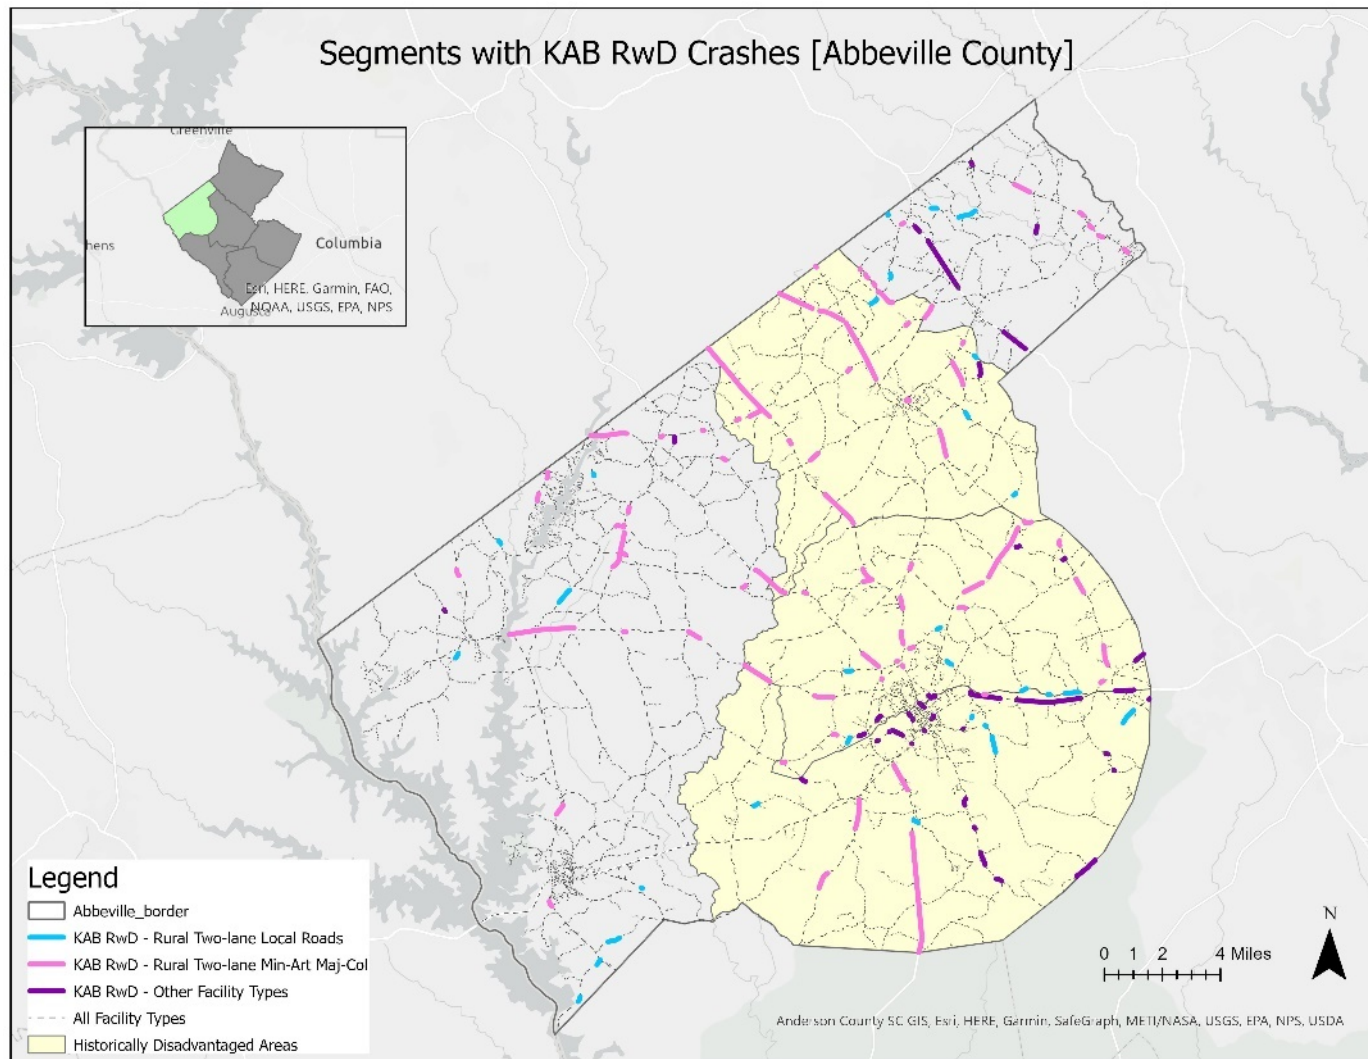 Segments with KAB RwD Crashes [Abbeville County]
Greenville
hens
Columbia
Esri, HERE, Garmin, FAO,
NOAA, USGS, EPA, NPS
Augusta
Legend
Abbeville_border
KAB RwD - Rural Two-lane Local Roads
KAB RwD - Rural Two-lane Min-Art Maj-Col
KAB RwD - Other Facility Types
All Facility Types
Historically Disadvantaged Areas
N
0 1 2 4 Miles
Anderson County SC GIS, Esri, HERE, Garmin, SafeGraph, METI/NASA, USGS, EPA, NPS, USDA